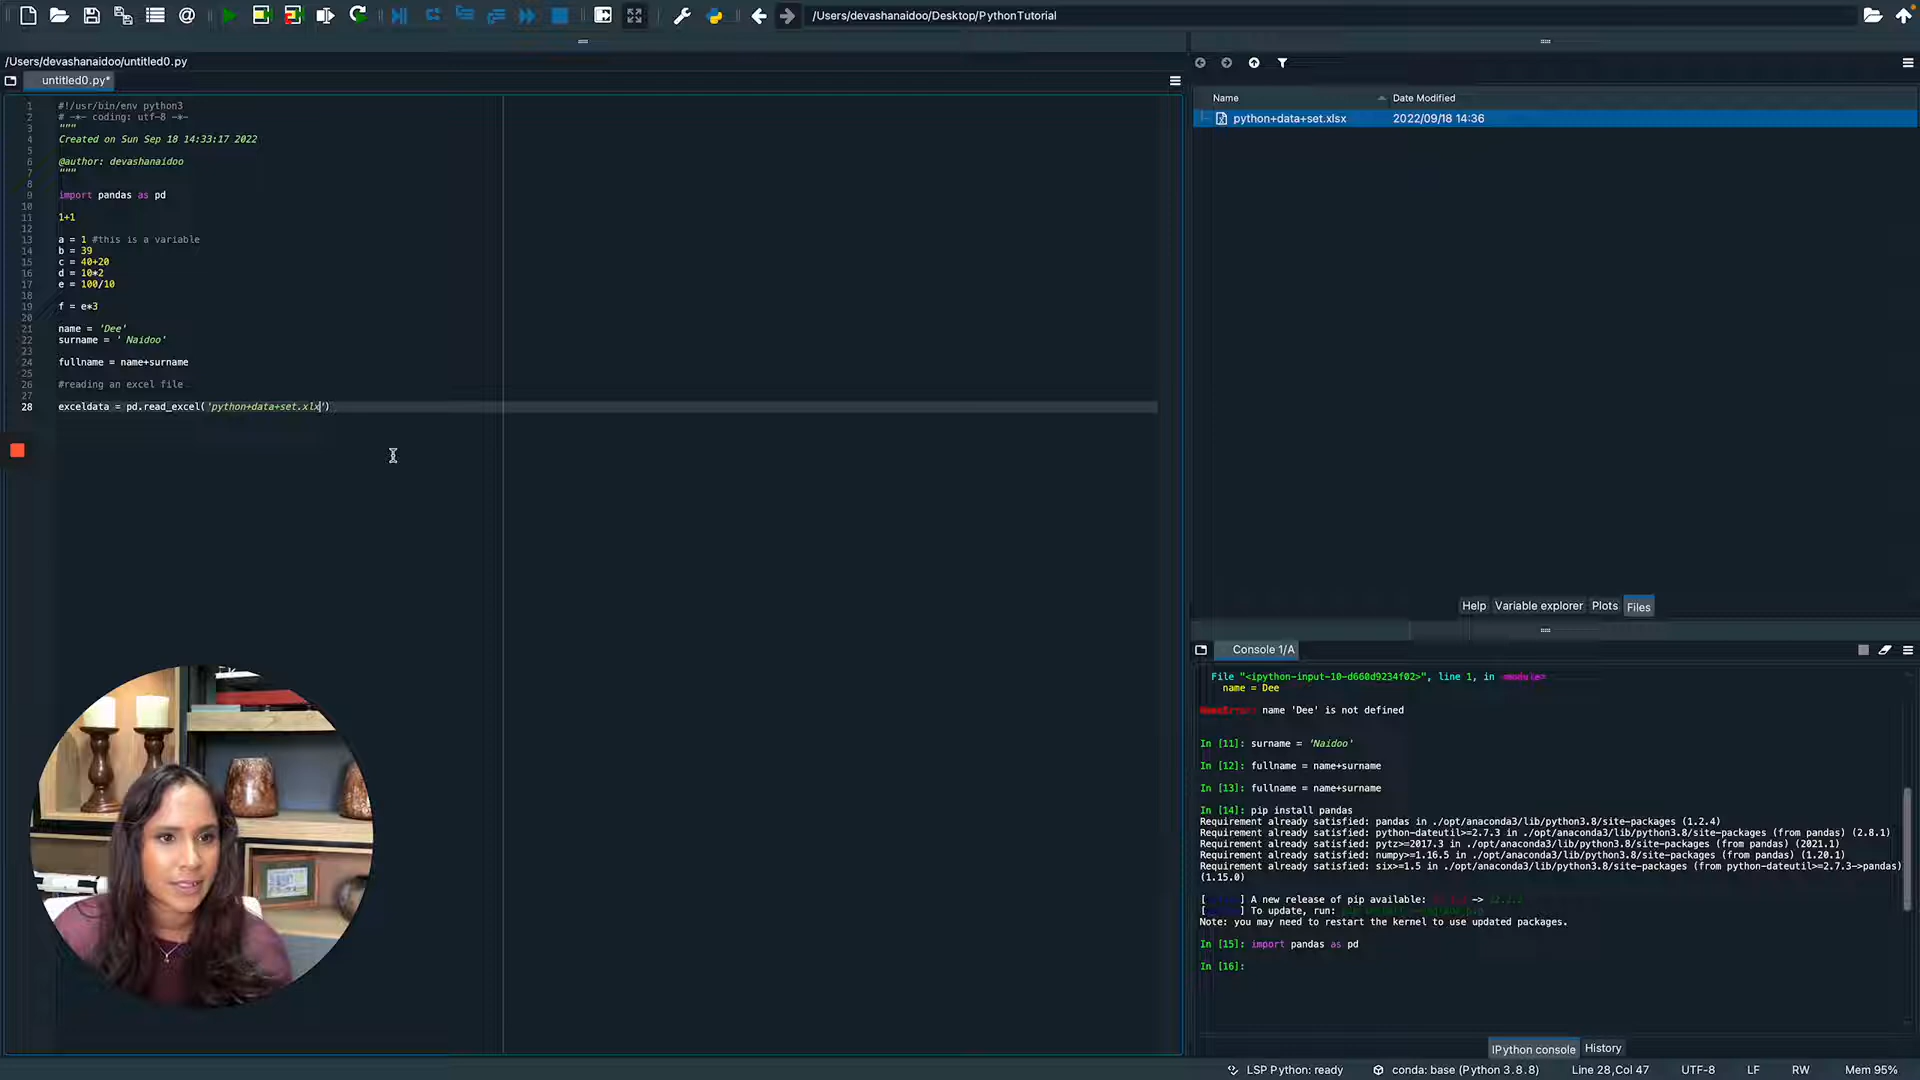 /Users/devashanaidoo/Desktop/PythonTutorial
/Users/devashanaidoo/untitled0.py
untitled0.py*
1 #!/usr/bin/env python3
2 # -*- coding: utf-8 -*-
3 """
4 Created on Sun Sep 18 14:33:17 2022
5
6 @author: devashanaidoo
7 """
8
9 import pandas as pd
10
11 1+1
12
13 a = 1 #this is a variable
14 b = 39
15 c = 40+20
16 d = 10*2
17 e = 100/10
18
19 f = e*3
20
21 name = 'Dee'
22 surname = ' Naidoo'
23
24 fullname = name+surname
25
26 #reading an excel file
27
28 exceldata = pd.read_excel('python+data+set.xlx')
Name Date Modified
python+data+set.xlsx 2022/09/18 14:36
Help Variable explorer Plots Files
Console 1/A
File "<ipython-input-10-d660d9234f02>", line 1, in <module>
name = Dee
NameError: name 'Dee' is not defined
In [11]: surname = 'Naidoo'
In [12]: fullname = name+surname
In [13]: fullname = name+surname
In [14]: pip install pandas
Requirement already satisfied: pandas in ./opt/anaconda3/lib/python3.8/site-packages (1.2.4)
Requirement already satisfied: python-dateutil>=2.7.3 in ./opt/anaconda3/lib/python3.8/site-packages (from pandas) (2.8.1)
Requirement already satisfied: pytz>=2017.3 in ./opt/anaconda3/lib/python3.8/site-packages (from pandas) (2021.1)
Requirement already satisfied: numpy>=1.16.5 in ./opt/anaconda3/lib/python3.8/site-packages (from pandas) (1.20.1)
Requirement already satisfied: six>=1.5 in ./opt/anaconda3/lib/python3.8/site-packages (from python-dateutil>=2.7.3->pandas)
(1.15.0)
[ ] A new release of pip available: ->
[ ] To update, run:
Note: you may need to restart the kernel to use updated packages.
In [15]: import pandas as pd
In [16]:
IPython console History
LSP Python: ready conda: base (Python 3.8.8) Line 28, Col 47 UTF-8 LF RW Mem 95%